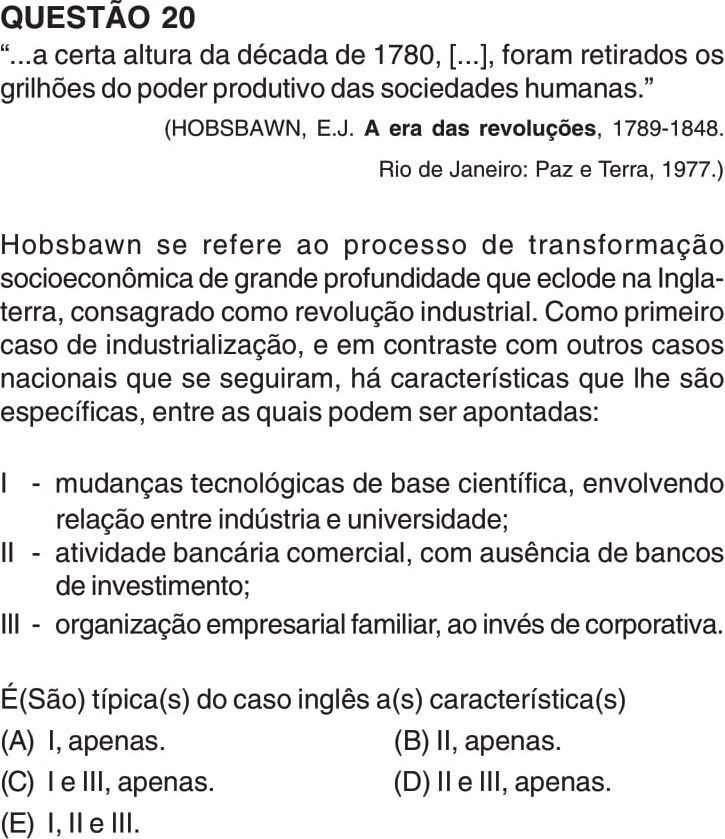 QUESTÃO 20
“...a certa altura da década de 1780, [...], foram retirados os
grilhões do poder produtivo das sociedades humanas.”
(HOBSBAWN, E.J. A era das revoluções, 1789-1848.
Rio de Janeiro: Paz e Terra, 1977.)
Hobsbawn se refere ao processo de transformação
socioeconômica de grande profundidade que eclode na Ingla-
terra, consagrado como revolução industrial. Como primeiro
caso de industrialização, e em contraste com outros casos
nacionais que se seguiram, há características que lhe são
específicas, entre as quais podem ser apontadas:
I - mudanças tecnológicas de base científica, envolvendo
relação entre indústria e universidade;
II - atividade bancária comercial, com ausência de bancos
de investimento;
III - organização empresarial familiar, ao invés de corporativa.
É(São) típica(s) do caso inglês a(s) característica(s)
(A) I, apenas. (B) II, apenas.
(C) I e III, apenas. (D) II e III, apenas.
(E) I, II e III.